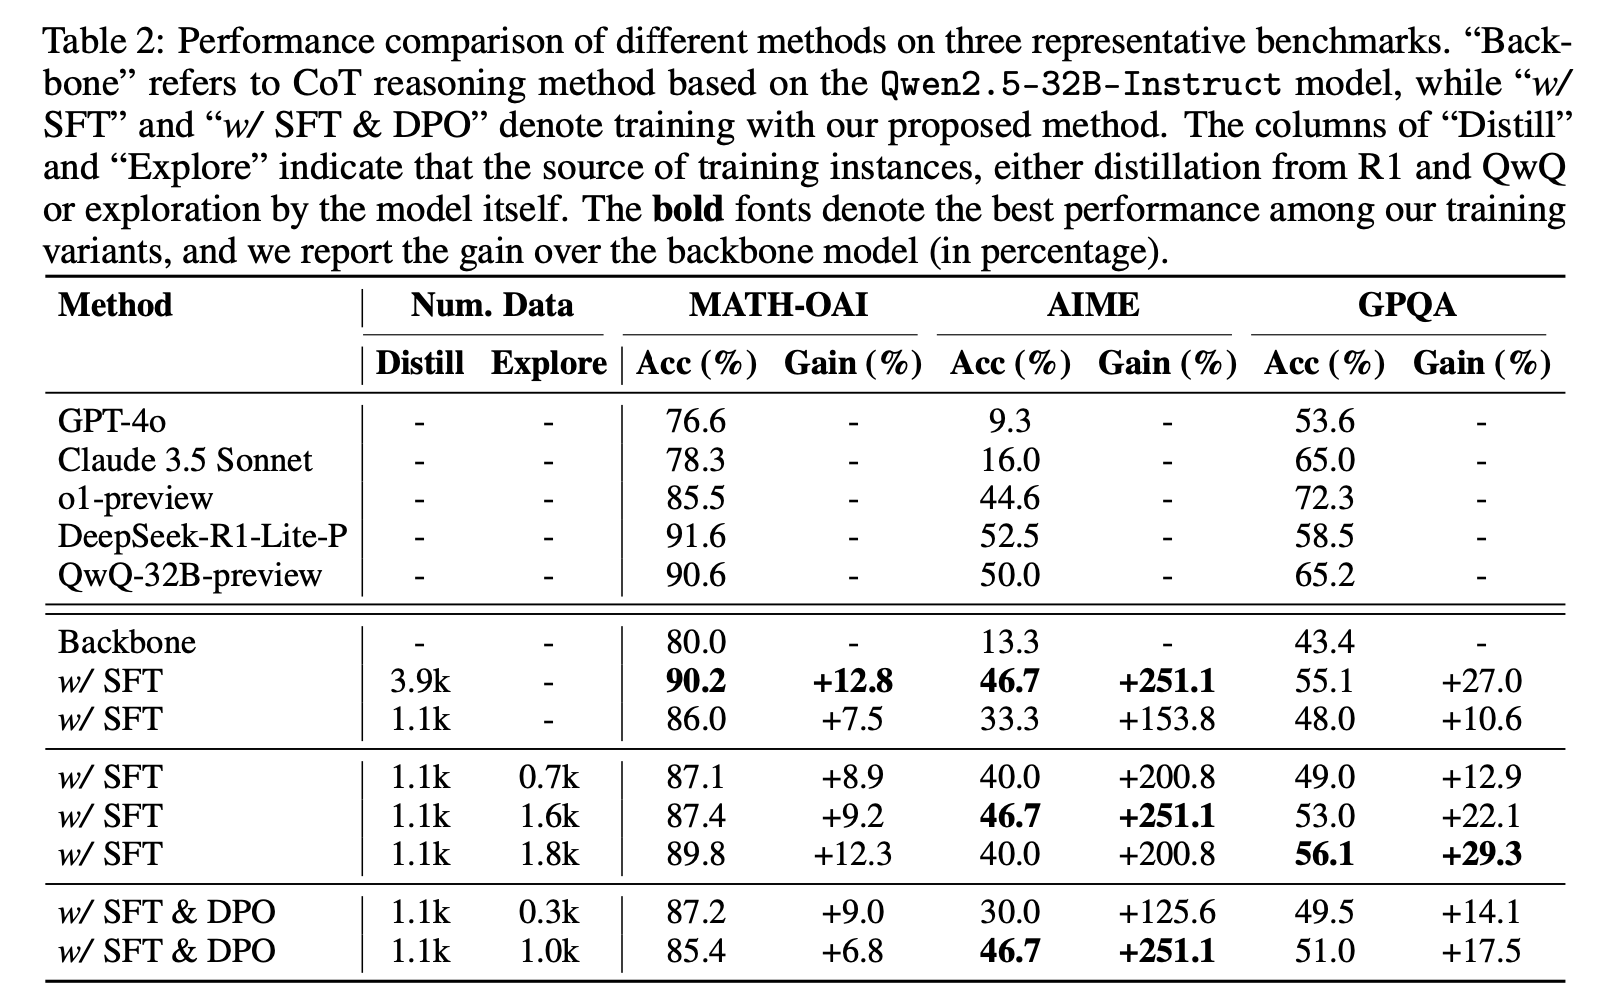 Table 2: Performance comparison of different methods on three representative benchmarks. “Back-
bone” refers to CoT reasoning method based on the Qwen2.5-32B-Instruct model, while “w/
SFT” and “w/ SFT & DPO” denote training with our proposed method. The columns of “Distill”
and “Explore” indicate that the source of training instances, either distillation from R1 and QwQ
or exploration by the model itself. The bold fonts denote the best performance among our training
variants, and we report the gain over the backbone model (in percentage).
Method Num. Data MATH-OAI AIME GPQA
Distill Explore Acc (%) Gain (%) Acc (%) Gain (%) Acc (%) Gain (%)
GPT-4o - - 76.6 - 9.3 - 53.6 -
Claude 3.5 Sonnet - - 78.3 - 16.0 - 65.0 -
o1-preview - - 85.5 - 44.6 - 72.3 -
DeepSeek-R1-Lite-P - - 91.6 - 52.5 - 58.5 -
QwQ-32B-preview - - 90.6 - 50.0 - 65.2 -
Backbone - - 80.0 - 13.3 - 43.4 -
w/ SFT 3.9k - 90.2 +12.8 46.7 +251.1 55.1 +27.0
w/ SFT 1.1k - 86.0 +7.5 33.3 +153.8 48.0 +10.6
w/ SFT 1.1k 0.7k 87.1 +8.9 40.0 +200.8 49.0 +12.9
w/ SFT 1.1k 1.6k 87.4 +9.2 46.7 +251.1 53.0 +22.1
w/ SFT 1.1k 1.8k 89.8 +12.3 40.0 +200.8 56.1 +29.3
w/ SFT & DPO 1.1k 0.3k 87.2 +9.0 30.0 +125.6 49.5 +14.1
w/ SFT & DPO 1.1k 1.0k 85.4 +6.8 46.7 +251.1 51.0 +17.5